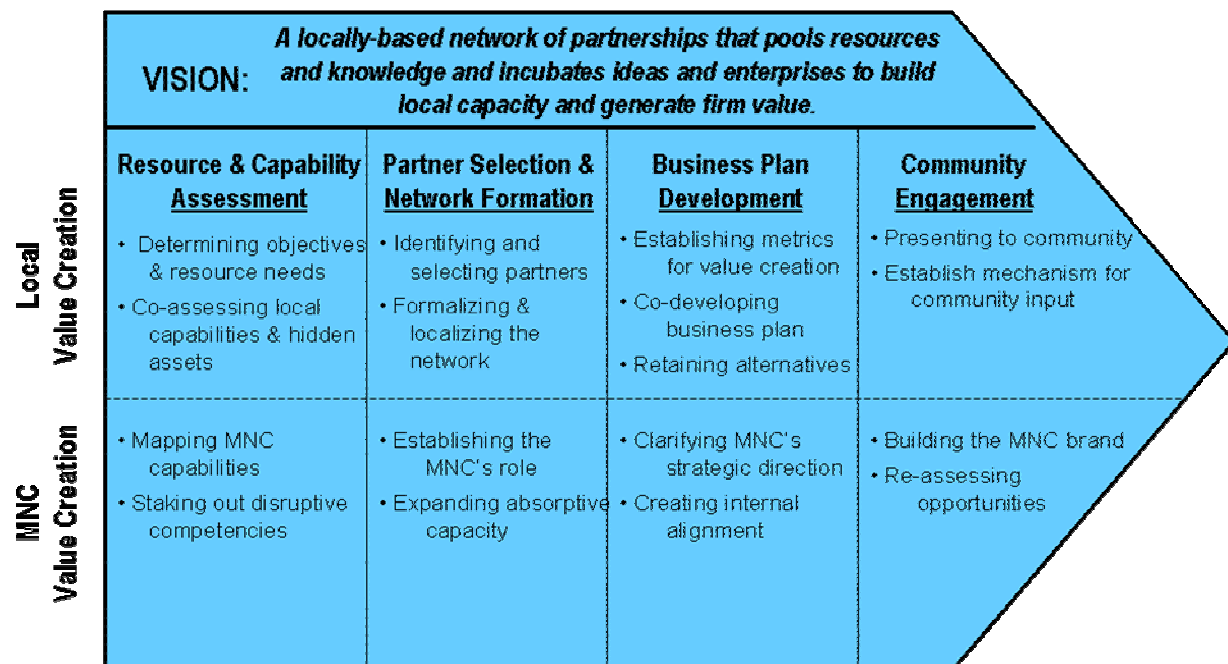 A locally-based network of partnerships that pools resources
VISION: and knowledge and incubates ideas and enterprises to build
local capacity and generate firm value.
Local
Value Creation
Resource & Capability
Assessment
• Determining objectives
& resource needs
• Co-assessing local
capabilities & hidden
assets
Partner Selection &
Network Formation
• Identifying and
selecting partners
• Formalizing &
localizing the
network
Business Plan
Development
• Establishing metrics
for value creation
• Co-developing
business plan
• Retaining alternatives
Community
Engagement
• Presenting to community
• Establish mechanism for
community input
MNC
Value Creation
• Mapping MNC
capabilities
• Staking out disruptive
competencies
• Establishing the
MNC's role
• Expanding absorptive
capacity
• Clarifying MNC's
strategic direction
• Creating internal
alignment
• Building the MNC brand
• Re-assessing
opportunities